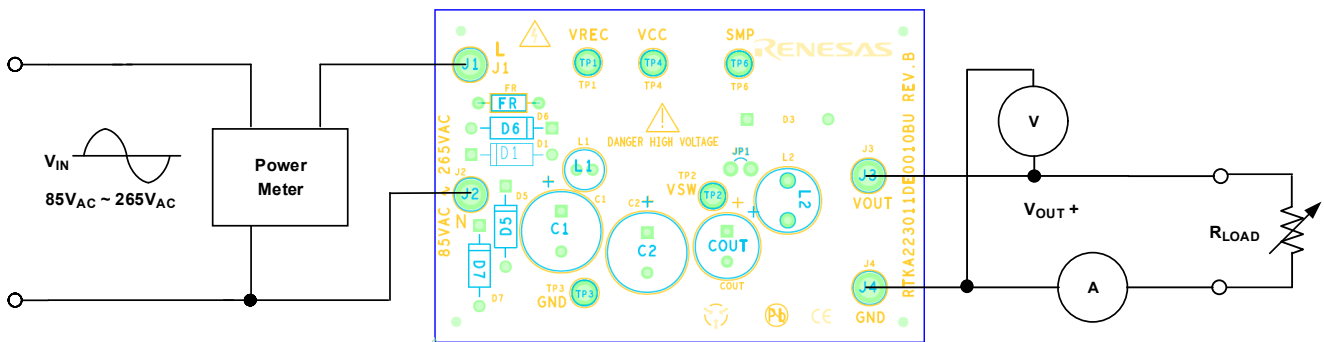 VREC
VCC
SMP
RENESAS
L
J1
J1
TP1
TP4
TP6
TP1
TP4
TP6
FR
FR
D6
D6
D1
D1
DANGER HIGH VOLTAGE
D3
85VAC ~ 265VAC
L1
L1
JP1
L2
L2
J2
J2
N
D5
D5
C1
C1
C2
C2
TP2
VSW
TP2
COUT
COUT
D7
D7
TP3
GND
TP3
1
Pb
CE
J3
J3
VOUT
J4
J4
GND
RTKA223011DE0010BU REV.B
VIN
85VAC ~ 265VAC
Power
Meter
V
VOUT +
RLOAD
A